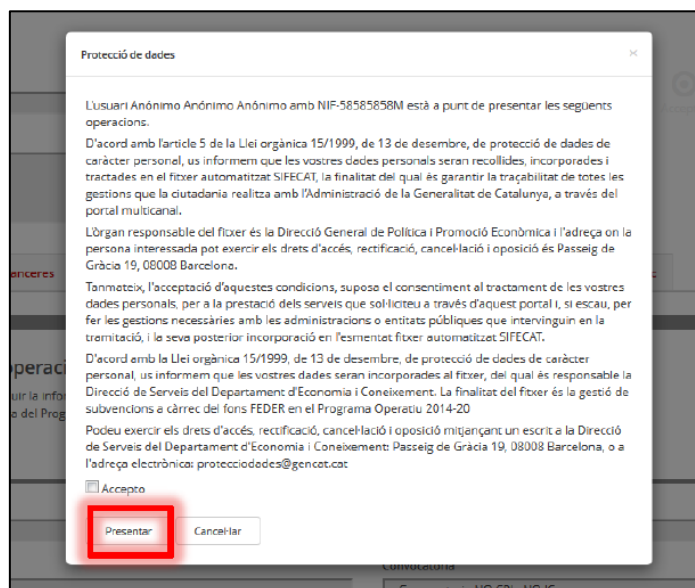 Protecció de dades
×
L'usuari Anónimo Anónimo Anónimo amb NIF-58585858M està a punt de presentar les següents
operacions.
D'acord amb l'article 5 de la Llei orgànica 15/1999, de 13 de desembre, de protecció de dades de
caràcter personal, us informem que les vostres dades personals seran recollides, incorporades i
tractades en el fitxer automatitzat SIFECAT, la finalitat del qual és garantir la traçabilitat de totes les
gestions que la ciutadania realitza amb l'Administració de la Generalitat de Catalunya, a través del
portal multicanal.
L'òrgan responsable del fitxer és la Direcció General de Política i Promoció Econòmica i l'adreça on la
persona interessada pot exercir els drets d'accés, rectificació, cancel·lació i oposició és Passeig de
Gràcia 19, 08008 Barcelona.
Tanmateix, l'acceptació d'aquestes condicions, suposa el consentiment al tractament de les vostres
dades personals, per a la prestació dels serveis que sol·liciteu a través d'aquest portal i, si escau, per
fer les gestions necessàries amb les administracions o entitats públiques que intervinguin en la
tramitació, i la seva posterior incorporació en l'esmentat fitxer automatitzat SIFECAT.
D'acord amb la Llei orgànica 15/1999, de 13 de desembre, de protecció de dades de caràcter
personal, us informem que les vostres dades seran incorporades al fitxer, del qual és responsable la
Direcció de Serveis del Departament d'Economia i Coneixement. La finalitat del fitxer és la gestió de
subvencions a càrrec del fons FEDER en el Programa Operatiu 2014-20
Podeu exercir els drets d'accés, rectificació, cancel·lació i oposició mitjançant un escrit a la Direcció
de Serveis del Departament d'Economia i Coneixement: Passeig de Gràcia 19, 08008 Barcelona, o a
l'adreça electrònica: protecciodades@gencat.cat
Accepto
Presentar
Cancel·lar
anceres
operaci
uir la infor
a del Prog
Convocatòria